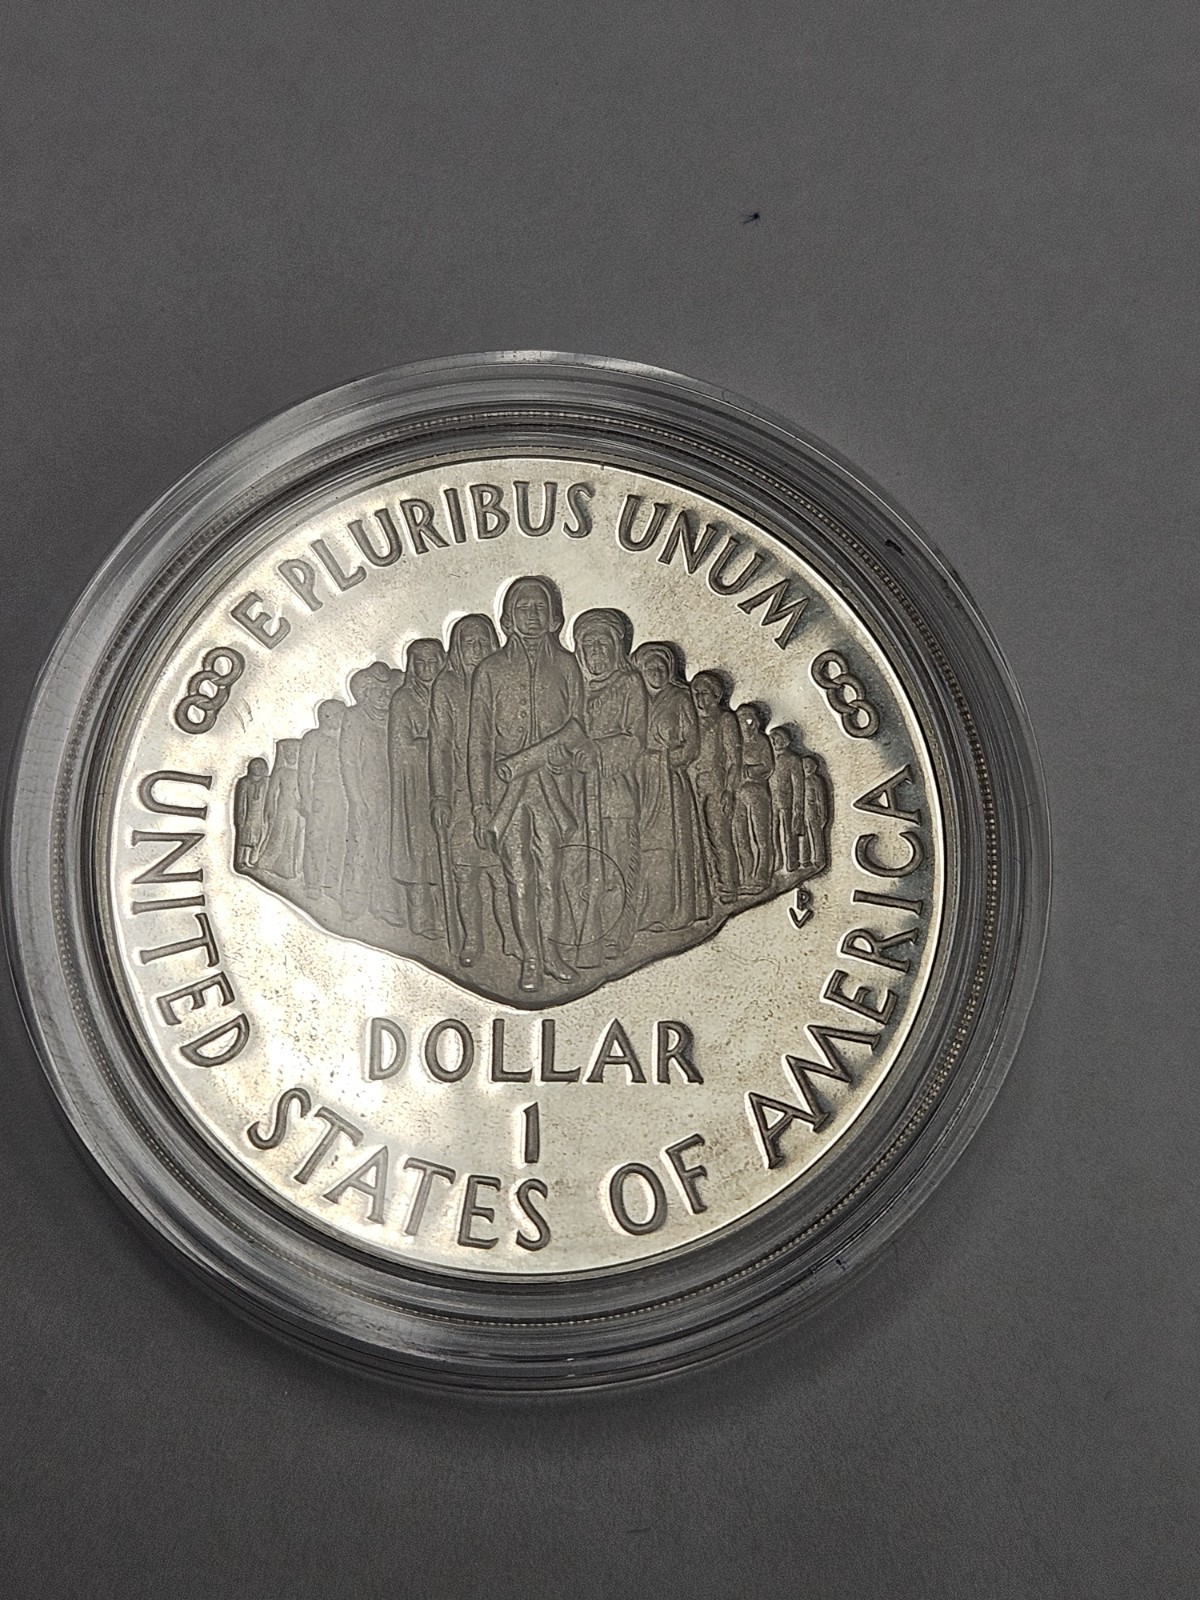 E PLURIBUS UNUM
DOLLAR
1
UNITED STATES OF AMERICA